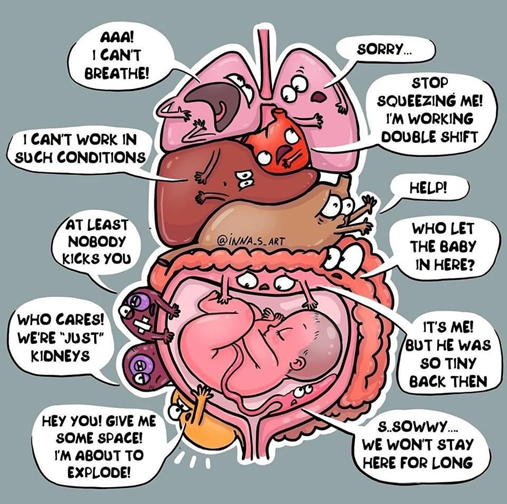 AAA!
I CAN'T
BREATHE!
SORRY...
STOP
SQUEEZING ME!
I'M WORKING
DOUBLE SHIFT
I CAN'T WORK IN
SUCH CONDITIONS
HELP!
@INNA_S_ART
AT LEAST
NOBODY
KICKS YOU
WHO LET
THE BABY
IN HERE?
WHO CARES!
WE'RE "JUST"
KIDNEYS
IT'S ME!
BUT HE WAS
SO TINY
BACK THEN
HEY YOU! GIVE ME
SOME SPACE!
I'M ABOUT TO
EXPLODE!
S..SOWWY....
WE WON'T STAY
HERE FOR LONG